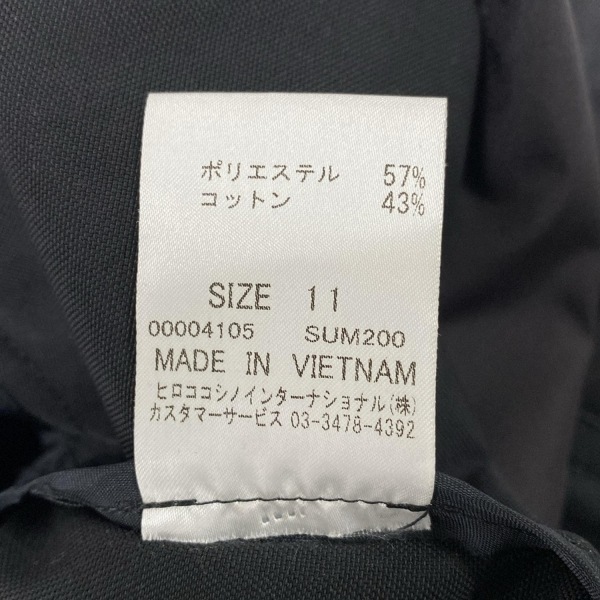 ポリエステル 57%
コットン 43%
SIZE 11
00004105 SUM200
MADE IN VIETNAM
ヒロココシノインターナショナル(株)
カスタマーサービス 03-3478-4392